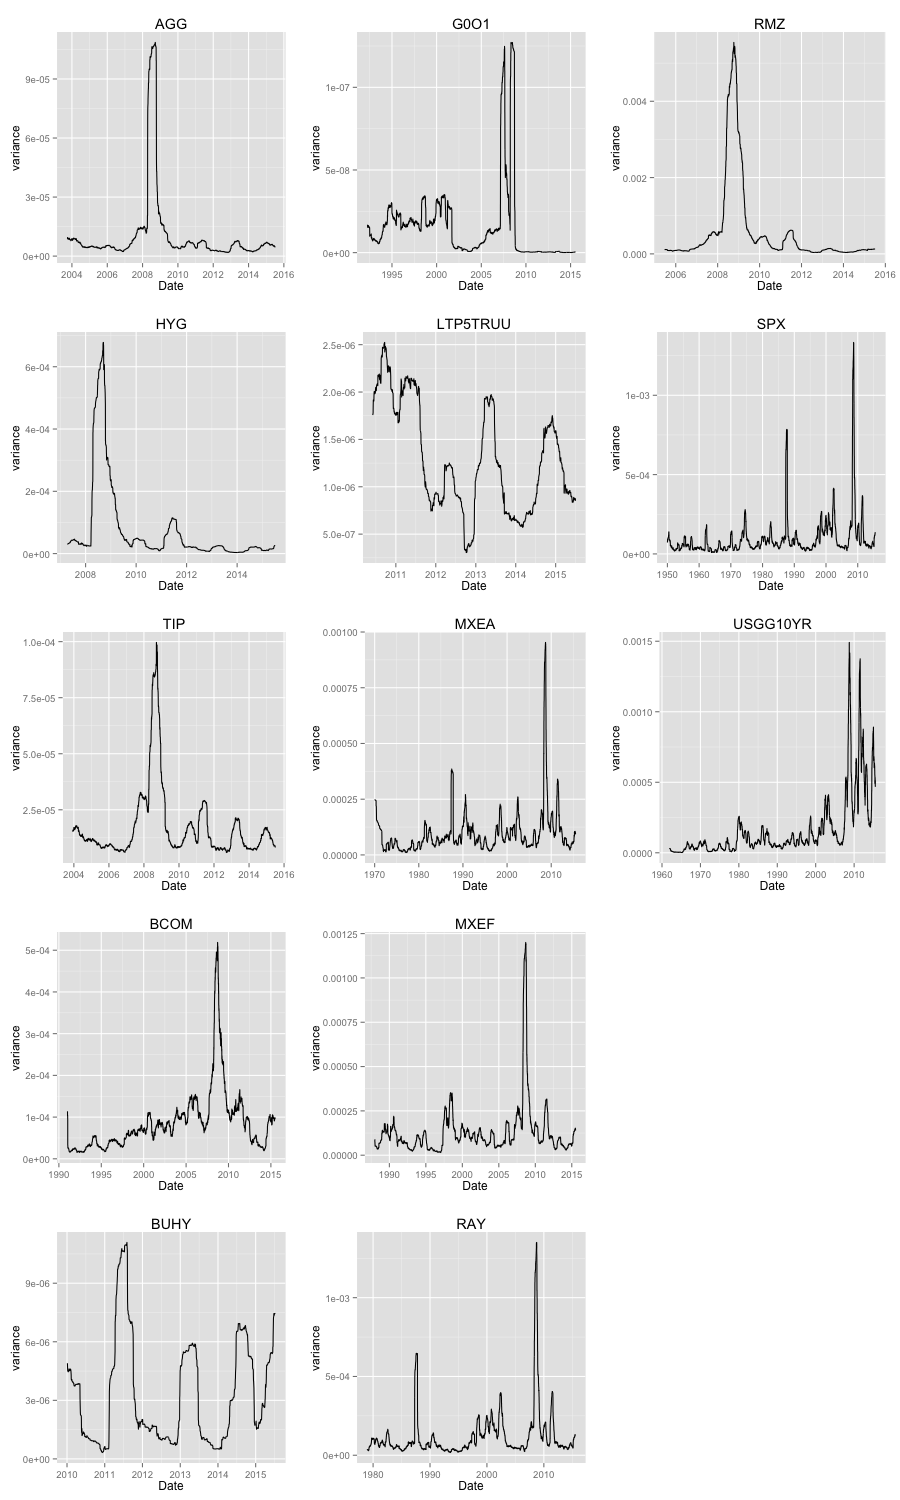 AGG
G0O1
RMZ
variance
9e-05
6e-05
3e-05
0e+00
2004 2006 2007 2008 2010 2012 2014 2016
Date
variance
1e-07
5e-08
0e+00
1995 2000 2005 2010 2015
Date
variance
0.004
0.002
0.000
2006 2008 2010 2012 2014 2016
Date
HYG
LTP5TRUU
SPX
variance
6e-04
4e-04
2e-04
0e+00
2008 2010 2012 2014
Date
variance
2.5e-06
2.0e-06
1.5e-06
1.0e-06
5.0e-07
2011 2012 2013 2014 2015
Date
variance
1e-03
5e-04
0e+00
1950 1960 1970 1980 1990 2000 2010
Date
TIP
MXEA
USGG10YR
variance
1.0e-04
7.5e-05
5.0e-05
2.5e-05
2004 2006 2008 2010 2012 2014 2016
Date
variance
0.00100
0.00075
0.00050
0.00025
0.00000
1970 1980 1990 2000 2010
Date
variance
0.0015
0.0010
0.0005
0.0000
1960 1970 1980 1990 2000 2010
Date
BCOM
MXEF
variance
5e-04
4e-04
3e-04
2e-04
1e-04
0e+00
1990 1995 2000 2005 2010 2015
Date
variance
0.00125
0.00100
0.00075
0.00050
0.00025
0.00000
1990 1995 2000 2005 2010 2015
Date
BUHY
RAY
variance
9e-06
6e-06
3e-06
0e+00
2010 2011 2012 2013 2014 2015
Date
variance
1e-03
5e-04
0e+00
1980 1990 2000 2010
Date